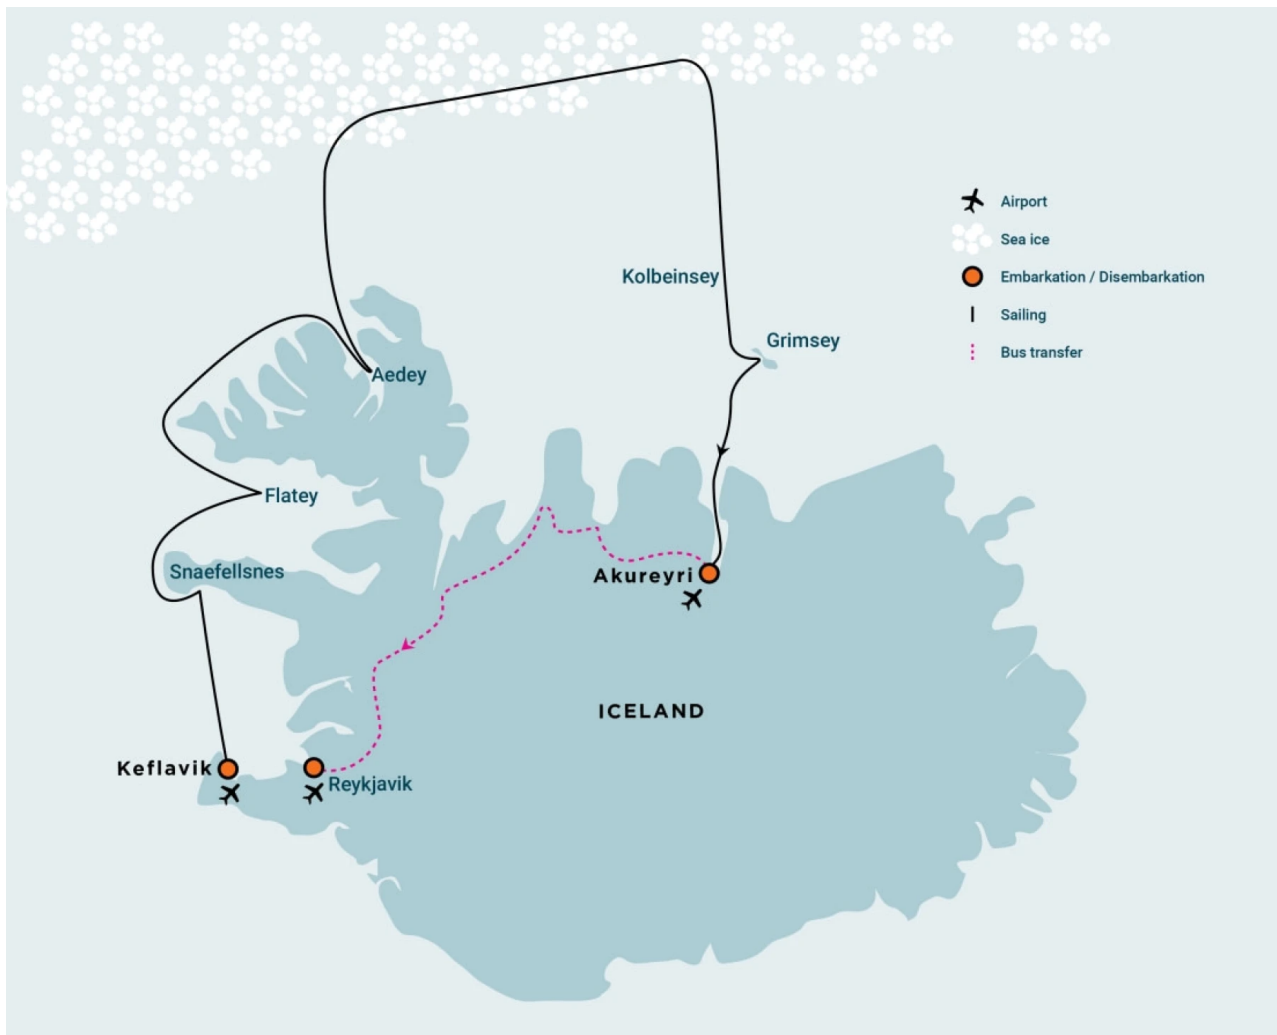 Airport
Sea ice
Kolbeinsey
Embarkation / Disembarkation
Sailing
Grimsey
Bus transfer
Aedey
Flatey
Snaefellsnes
Akureyri
ICELAND
Keflavik
Reykjavik